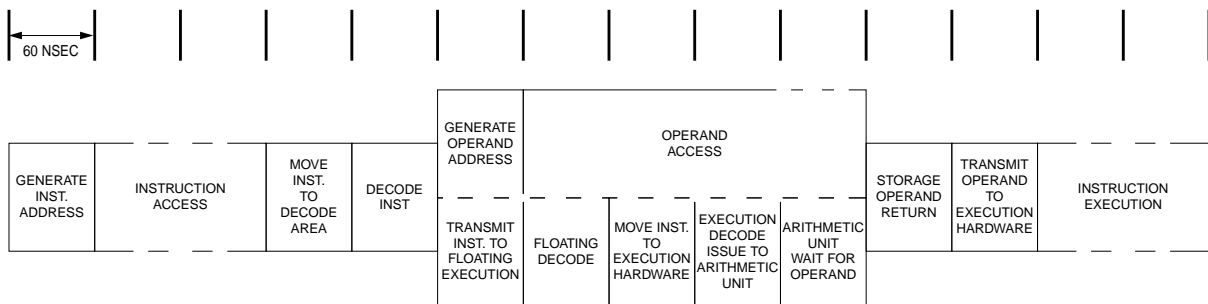 60 NSEC
GENERATE
INST.
ADDRESS
INSTRUCTION
ACCESS
MOVE
INST.
TO
DECODE
AREA
DECODE
INST
GENERATE
OPERAND
ADDRESS
OPERAND
ACCESS
TRANSMIT
INST. TO
FLOATING
EXECUTION
FLOATING
DECODE
MOVE INST.
TO
EXECUTION
HARDWARE
EXECUTION
DECODE
ISSUE TO
ARITHMETIC
UNIT
ARITHMETIC
UNIT
WAIT FOR
OPERAND
STORAGE
OPERAND
RETURN
TRANSMIT
OPERAND
TO
EXECUTION
HARDWARE
INSTRUCTION
EXECUTION